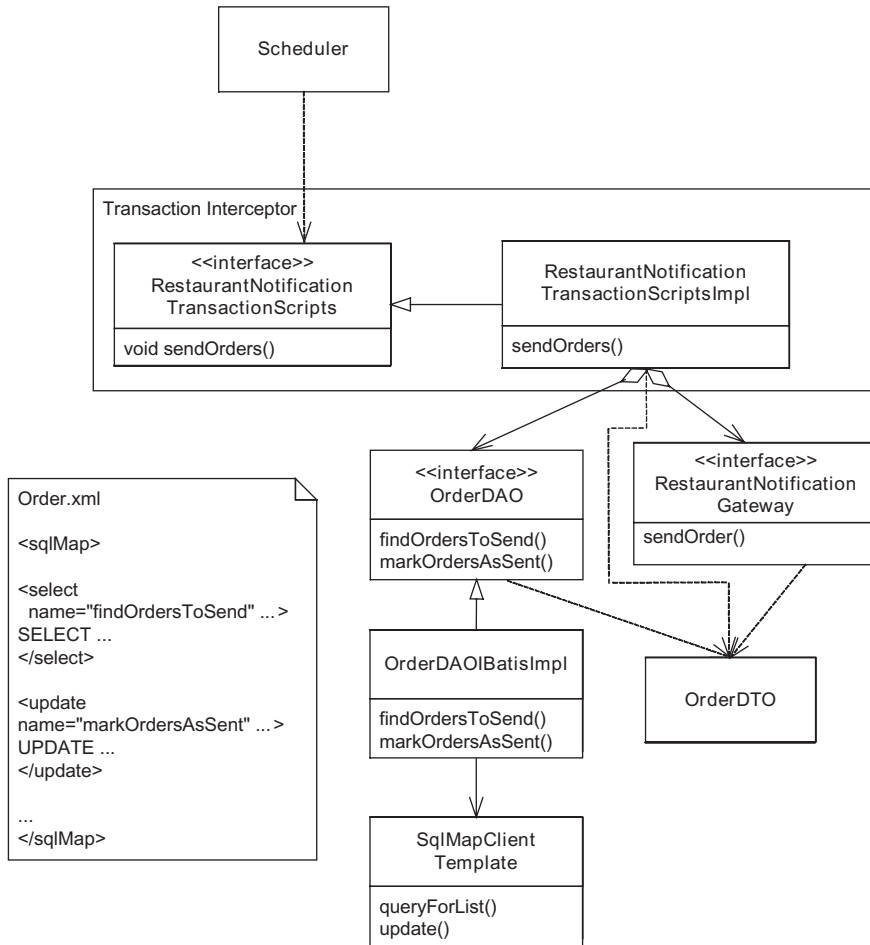 Scheduler
Transaction Interceptor
<<interface>>
RestaurantNotification
TransactionScripts
void sendOrders()
RestaurantNotification
TransactionScriptsImpl
sendOrders()
<<interface>>
OrderDAO
findOrdersToSend()
markOrdersAsSent()
<<interface>>
RestaurantNotification
Gateway
sendOrder()
Order.xml
<sqlMap>
<select
name="findOrdersToSend" ...>
SELECT ...
</select>
<update
name="markOrdersAsSent" ...>
UPDATE ...
</update>
...
</sqlMap>
OrderDAOIBatisImpl
findOrdersToSend()
markOrdersAsSent()
OrderDTO
SqlMapClient
Template
queryForList()
update()